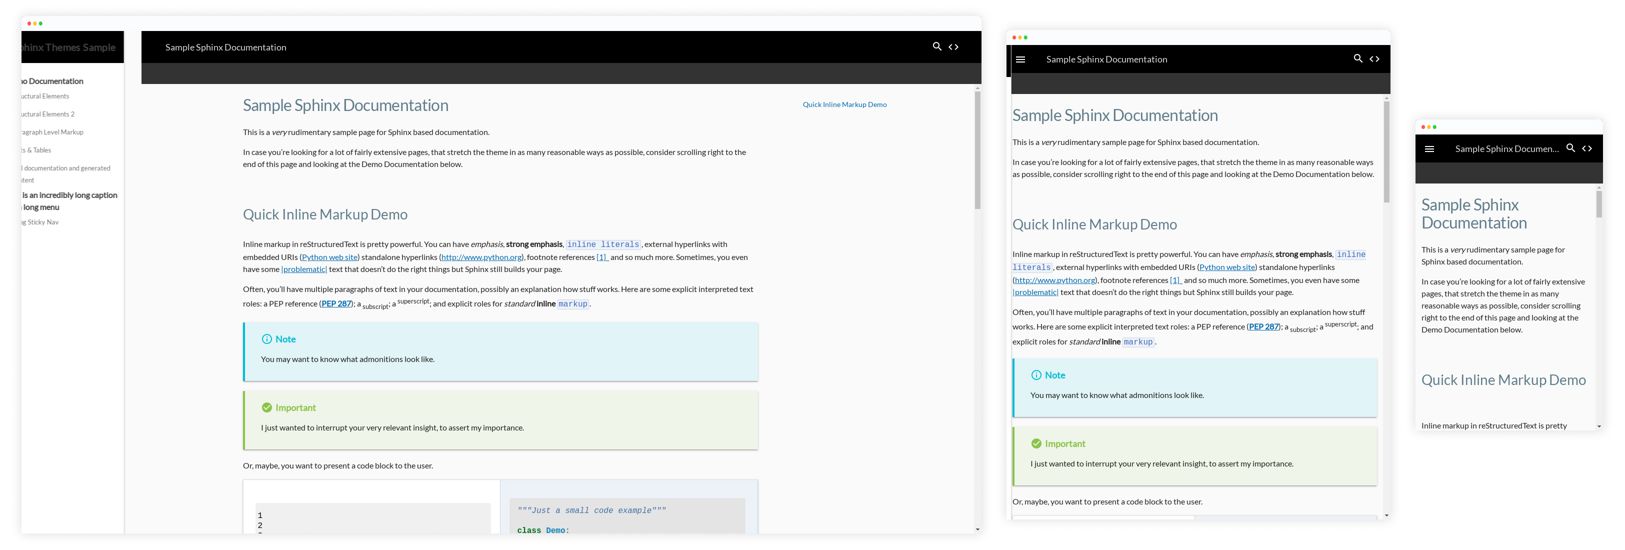 Sphinx Themes Sample
Demo Documentation
Structural Elements
Structural Elements 2
Paragraph Level Markup
Lists & Tables
documentation and generated
content
is an incredibly long caption
long menu
Sticky Nav
Sample Sphinx Documentation
Sample Sphinx Documentation
This is a very rudimentary sample page for Sphinx based documentation.
In case you’re looking for a lot of fairly extensive pages, that stretch the theme in as many reasonable ways as possible, consider scrolling right to the
end of this page and looking at the Demo Documentation below.
Quick Inline Markup Demo
Quick Inline Markup Demo
Inline markup in reStructuredText is pretty powerful. You can have emphasis, strong emphasis, inline literals, external hyperlinks with
embedded URIs (Python web site) standalone hyperlinks (http://www.python.org), footnote references [1] and so much more. Sometimes, you even
have some |problematic| text that doesn’t do the right things but Sphinx still builds your page.
Often, you’ll have multiple paragraphs of text in your documentation, possibly an explanation how stuff works. Here are some explicit interpreted text
roles: a PEP reference (PEP 287); a subscript; a superscript; and explicit roles for standard inline markup.
Note
You may want to know what admonitions look like.
Important
I just wanted to interrupt your very relevant insight, to assert my importance.
Or, maybe, you want to present a code block to the user.
1
2
"""Just a small code example"""
class Demo:
Sample Sphinx Documentation
Sample Sphinx Documentation
This is a very rudimentary sample page for Sphinx based documentation.
In case you’re looking for a lot of fairly extensive pages, that stretch the theme in as many reasonable ways
as possible, consider scrolling right to the end of this page and looking at the Demo Documentation below.
Quick Inline Markup Demo
Inline markup in reStructuredText is pretty powerful. You can have emphasis, strong emphasis, inline
literals, external hyperlinks with embedded URIs (Python web site) standalone hyperlinks
(http://www.python.org), footnote references [1] and so much more. Sometimes, you even have some
|problematic| text that doesn’t do the right things but Sphinx still builds your page.
Often, you’ll have multiple paragraphs of text in your documentation, possibly an explanation how stuff
works. Here are some explicit interpreted text roles: a PEP reference (PEP 287); a subscript; a superscript; and
explicit roles for standard inline markup.
Note
You may want to know what admonitions look like.
Important
I just wanted to interrupt your very relevant insight, to assert my importance.
Or, maybe, you want to present a code block to the user.
Sample Sphinx Documen...
Sample Sphinx
Documentation
This is a very rudimentary sample page for
Sphinx based documentation.
In case you’re looking for a lot of fairly extensive
pages, that stretch the theme in as many
reasonable ways as possible, consider scrolling
right to the end of this page and looking at the
Demo Documentation below.
Quick Inline Markup Demo
Inline markup in reStructuredText is pretty